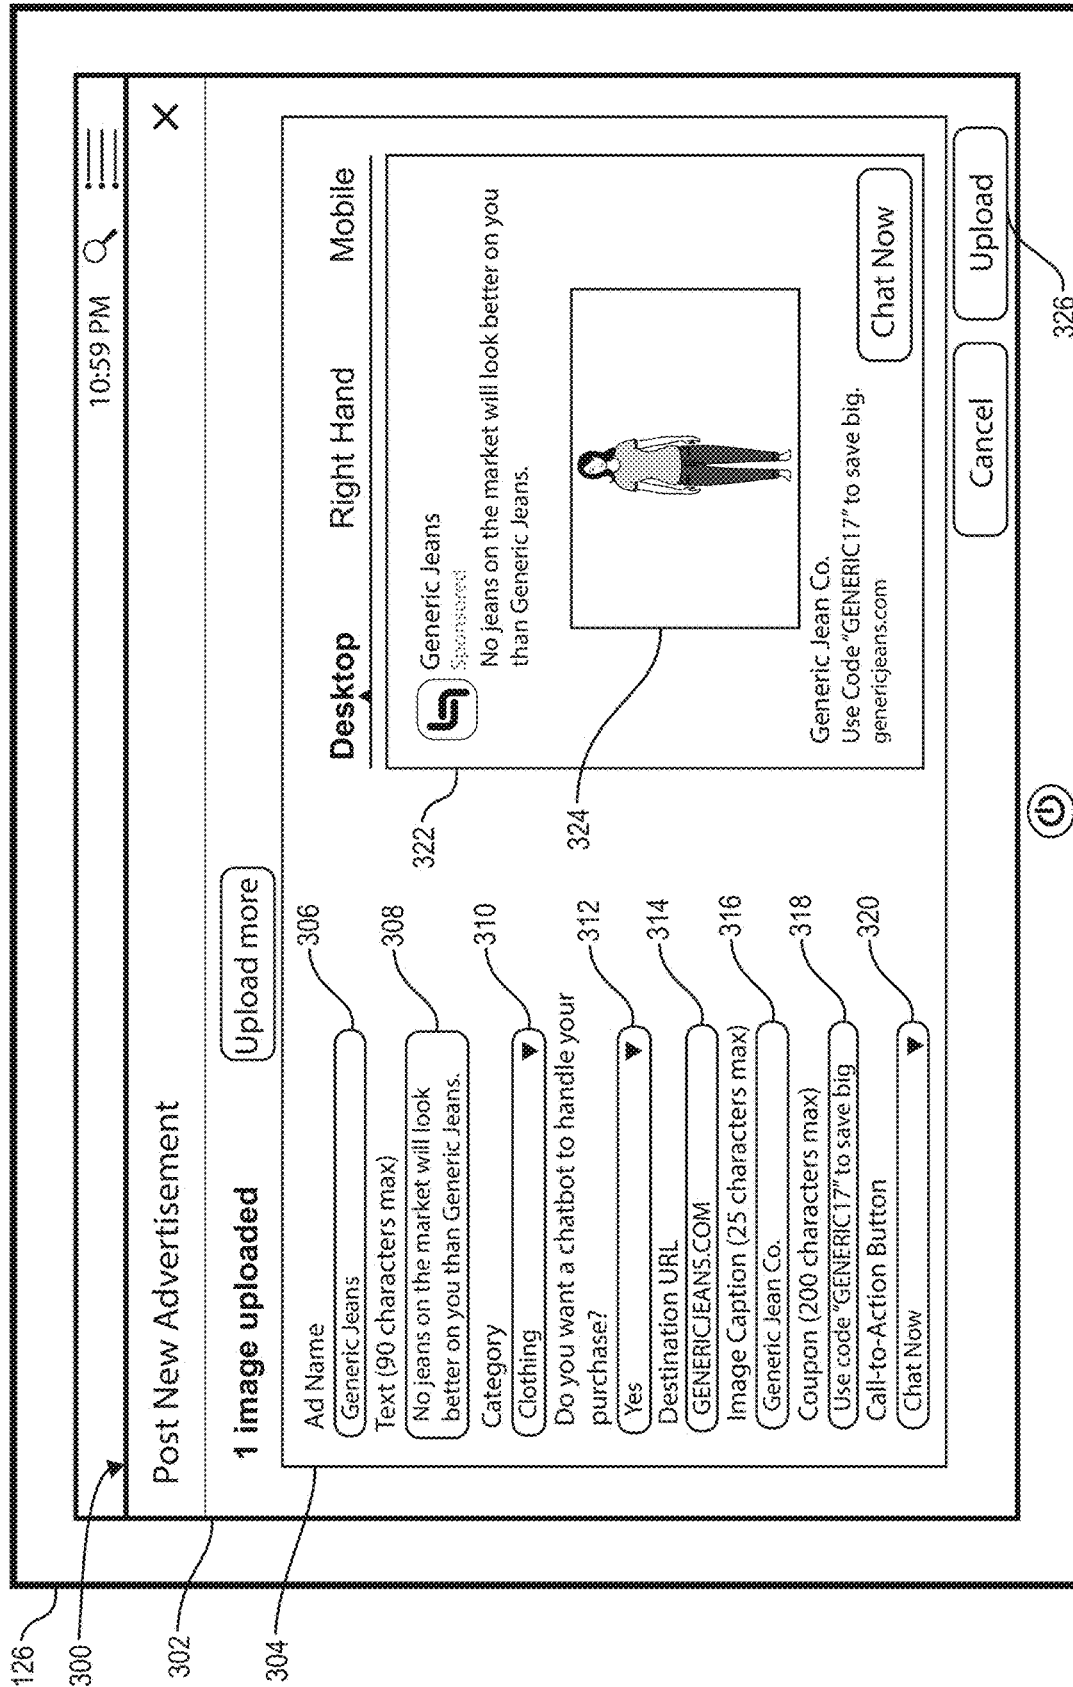 126
300
10:59 PM
302
Post New Advertisement
X
1 image uploaded
Upload more
304
Ad Name
Generic Jeans
306
Text (90 characters max)
No jeans on the market will look
better on you than Generic Jeans.
308
Category
Clothing
310
Do you want a chatbot to handle your
purchase?
Yes
312
Destination URL
GENERICJEANS.COM
314
Image Caption (25 characters max)
Generic Jean Co.
316
Coupon (200 characters max)
Use code "GENERIC17" to save big
318
Call-to-Action Button
Chat Now
320
Desktop Right Hand Mobile
322
Generic Jeans
Sponsored
No jeans on the market will look better on you
than Generic Jeans.
324
Generic Jean Co.
Use Code "GENERIC17" to save big.
genericjeans.com
Chat Now
Cancel
Upload
326